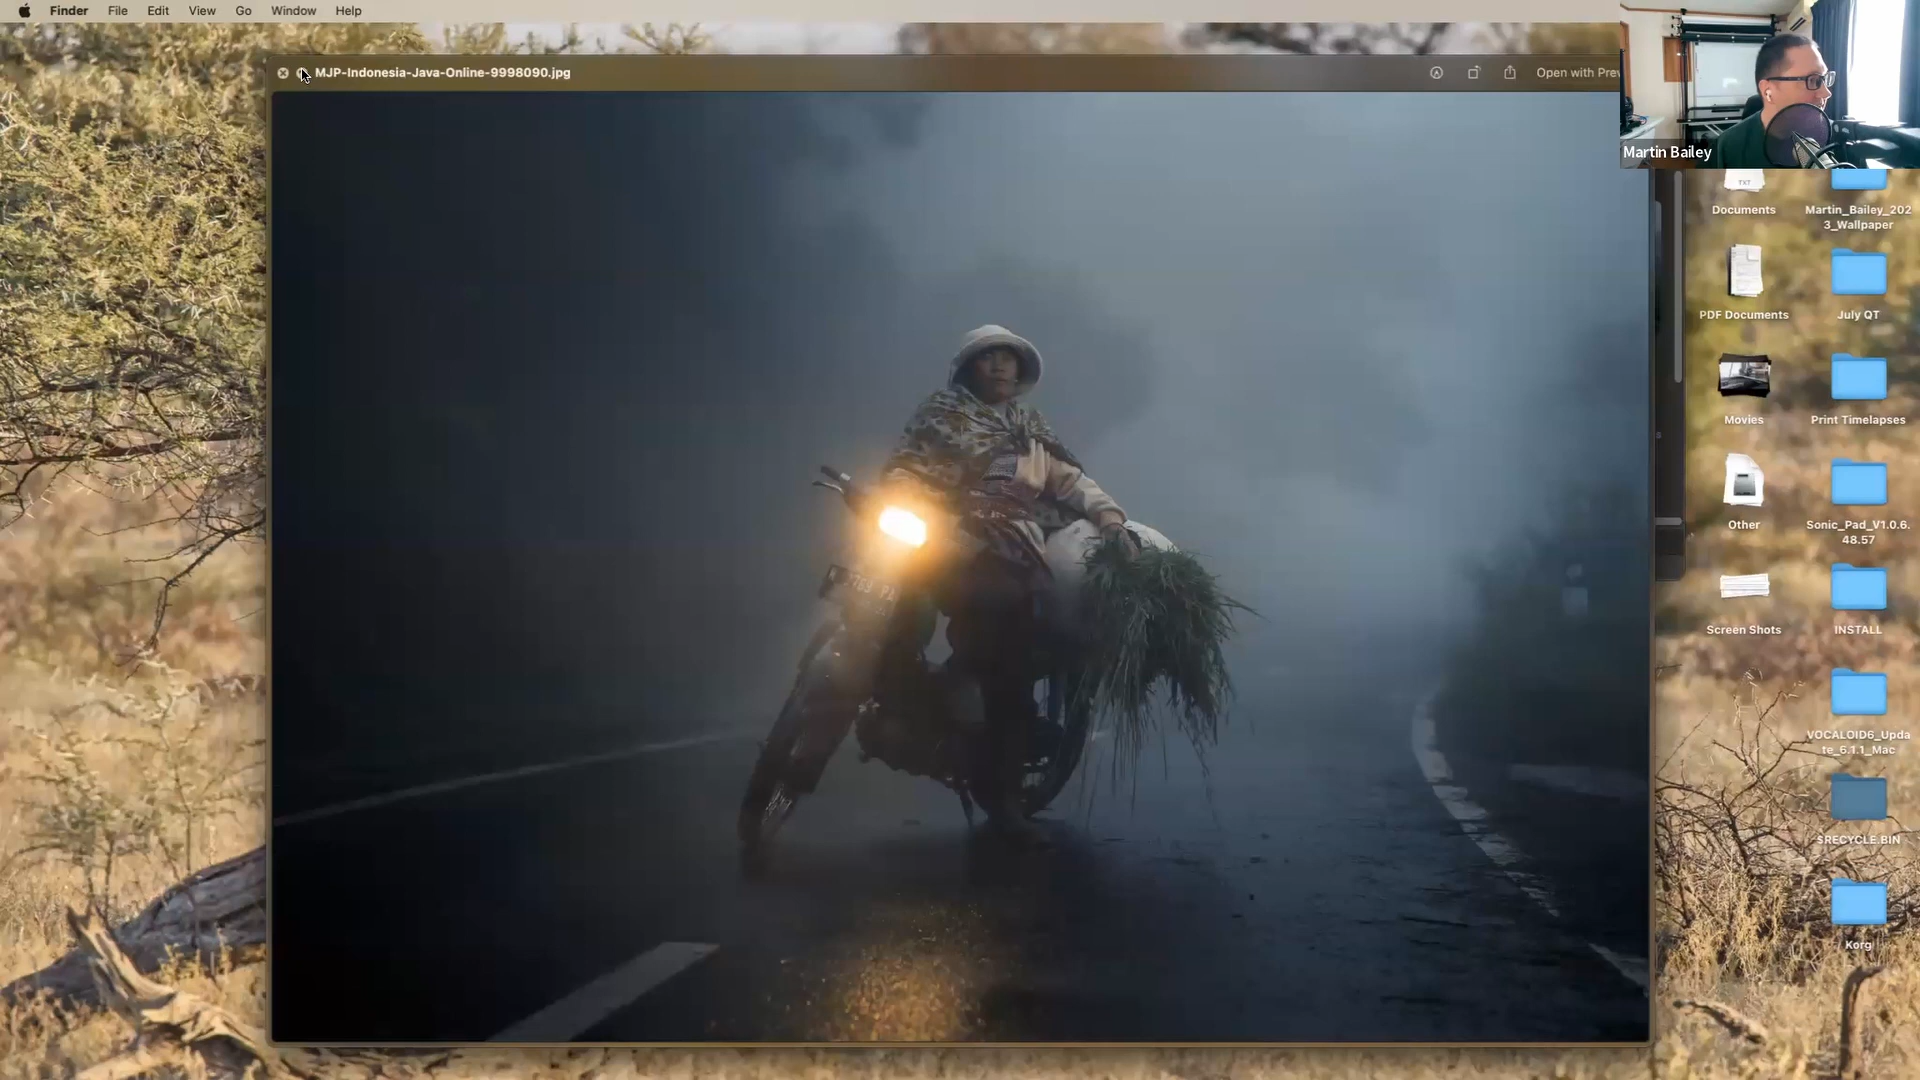 Finder File Edit View Go Window Help
MJP-Indonesia-Java-Online-9998090.jpg
Open with Prev
Martin Bailey
TXT
Documents
Martin_Bailey_202
3_Wallpaper
PDF Documents
July QT
Movies
Print Timelapses
Other
Sonic_Pad_V1.0.6.
48.57
Screen Shots
INSTALL
VOCALOID6_Upda
te_6.1.1_Mac
$RECYCLE.BIN
Korg